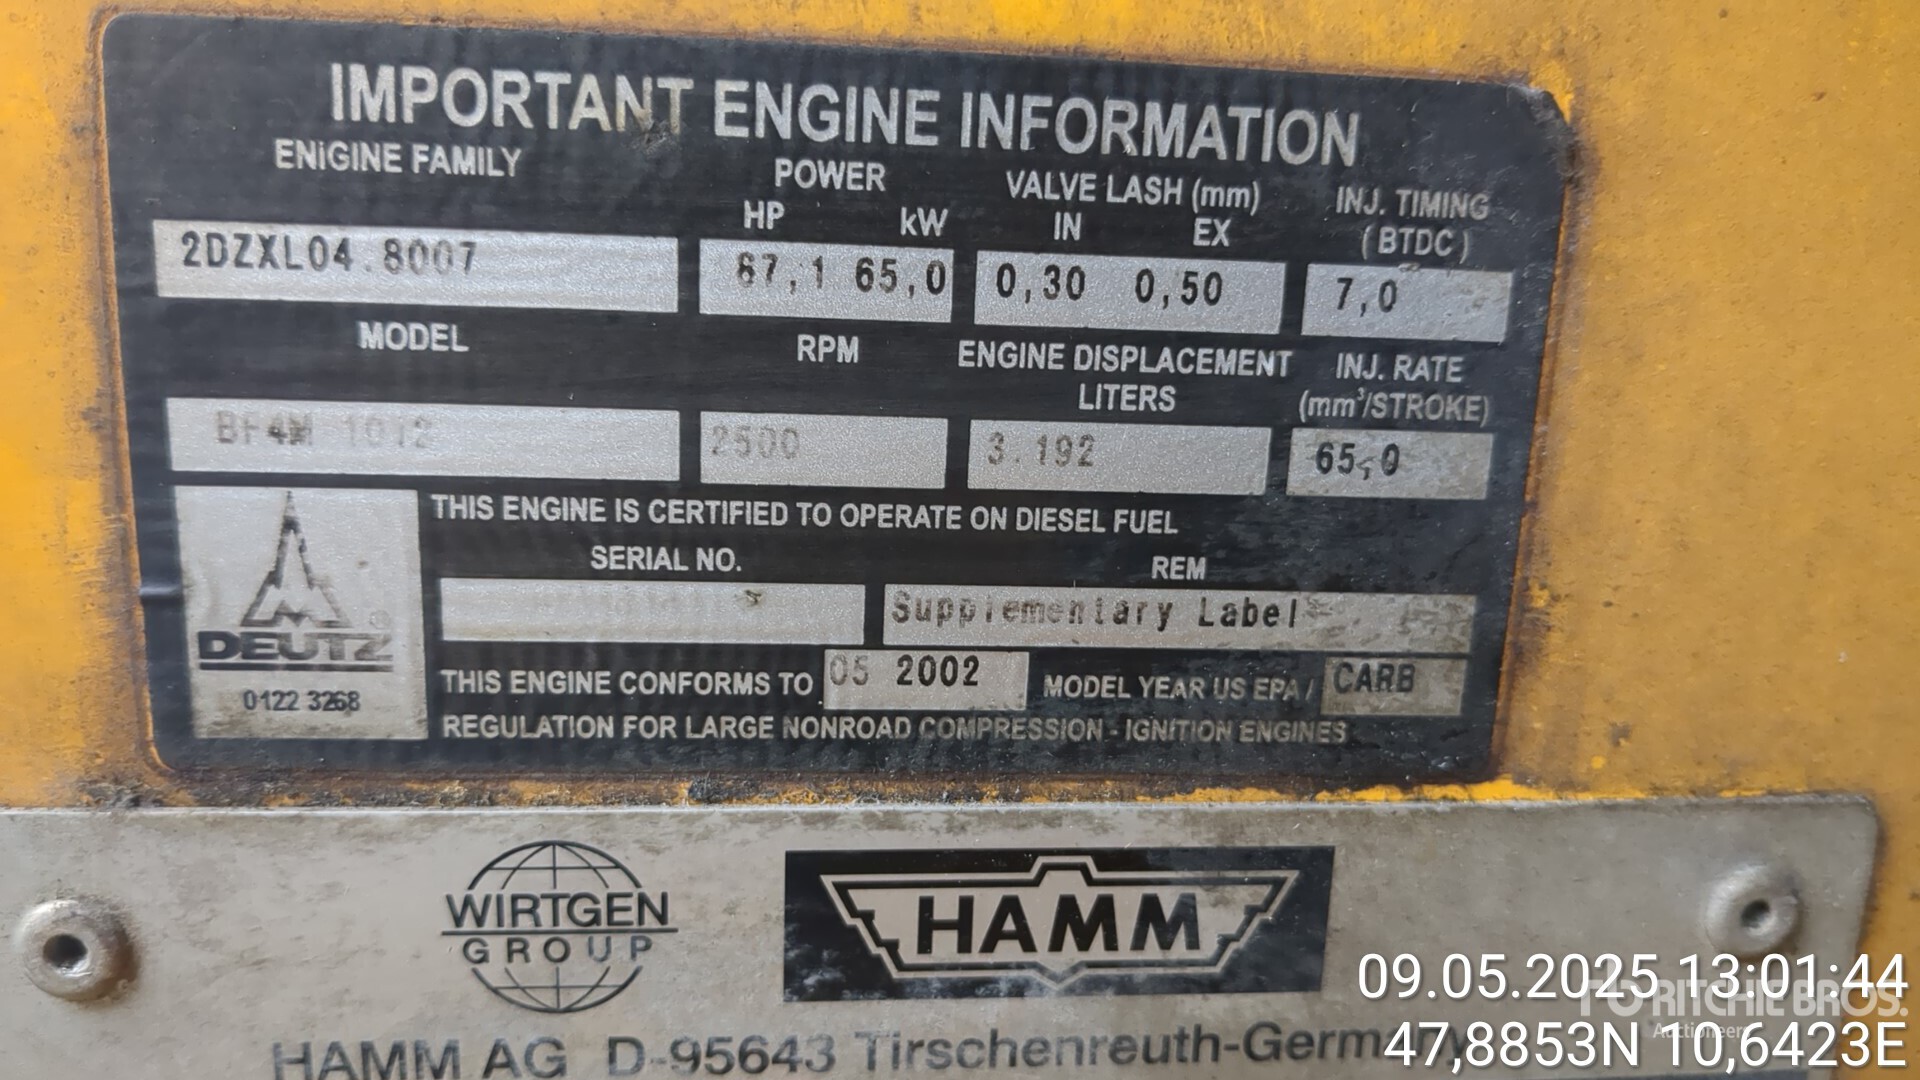 IMPORTANT ENGINE INFORMATION
ENiGINE FAMILY
POWER
VALVE LASH (mm)
INJ. TIMING
HP kW
IN EX
(BTDC)
2DZXL04.8007
87,1 65,0
0,30 0,50
7,0
MODEL
RPM
ENGINE DISPLACEMENT
LITERS
INJ. RATE
(mm³/STROKE)
BF4M 1012
2500
3.192
65,0
THIS ENGINE IS CERTIFIED TO OPERATE ON DIESEL FUEL
SERIAL NO.
REM
Supplementary Label
DEUTZ ®
0122 3268
THIS ENGINE CONFORMS TO 05 2002 MODEL YEAR US EPA / CARB
REGULATION FOR LARGE NONROAD COMPRESSION - IGNITION ENGINES
WIRTGEN
GROUP
HAMM
HAMM AG D-95643 Tirschenreuth-Germany
09.05.2025 13:01:44
RITCHIE BROS.
Auctioneers
47,8853N 10,6423E